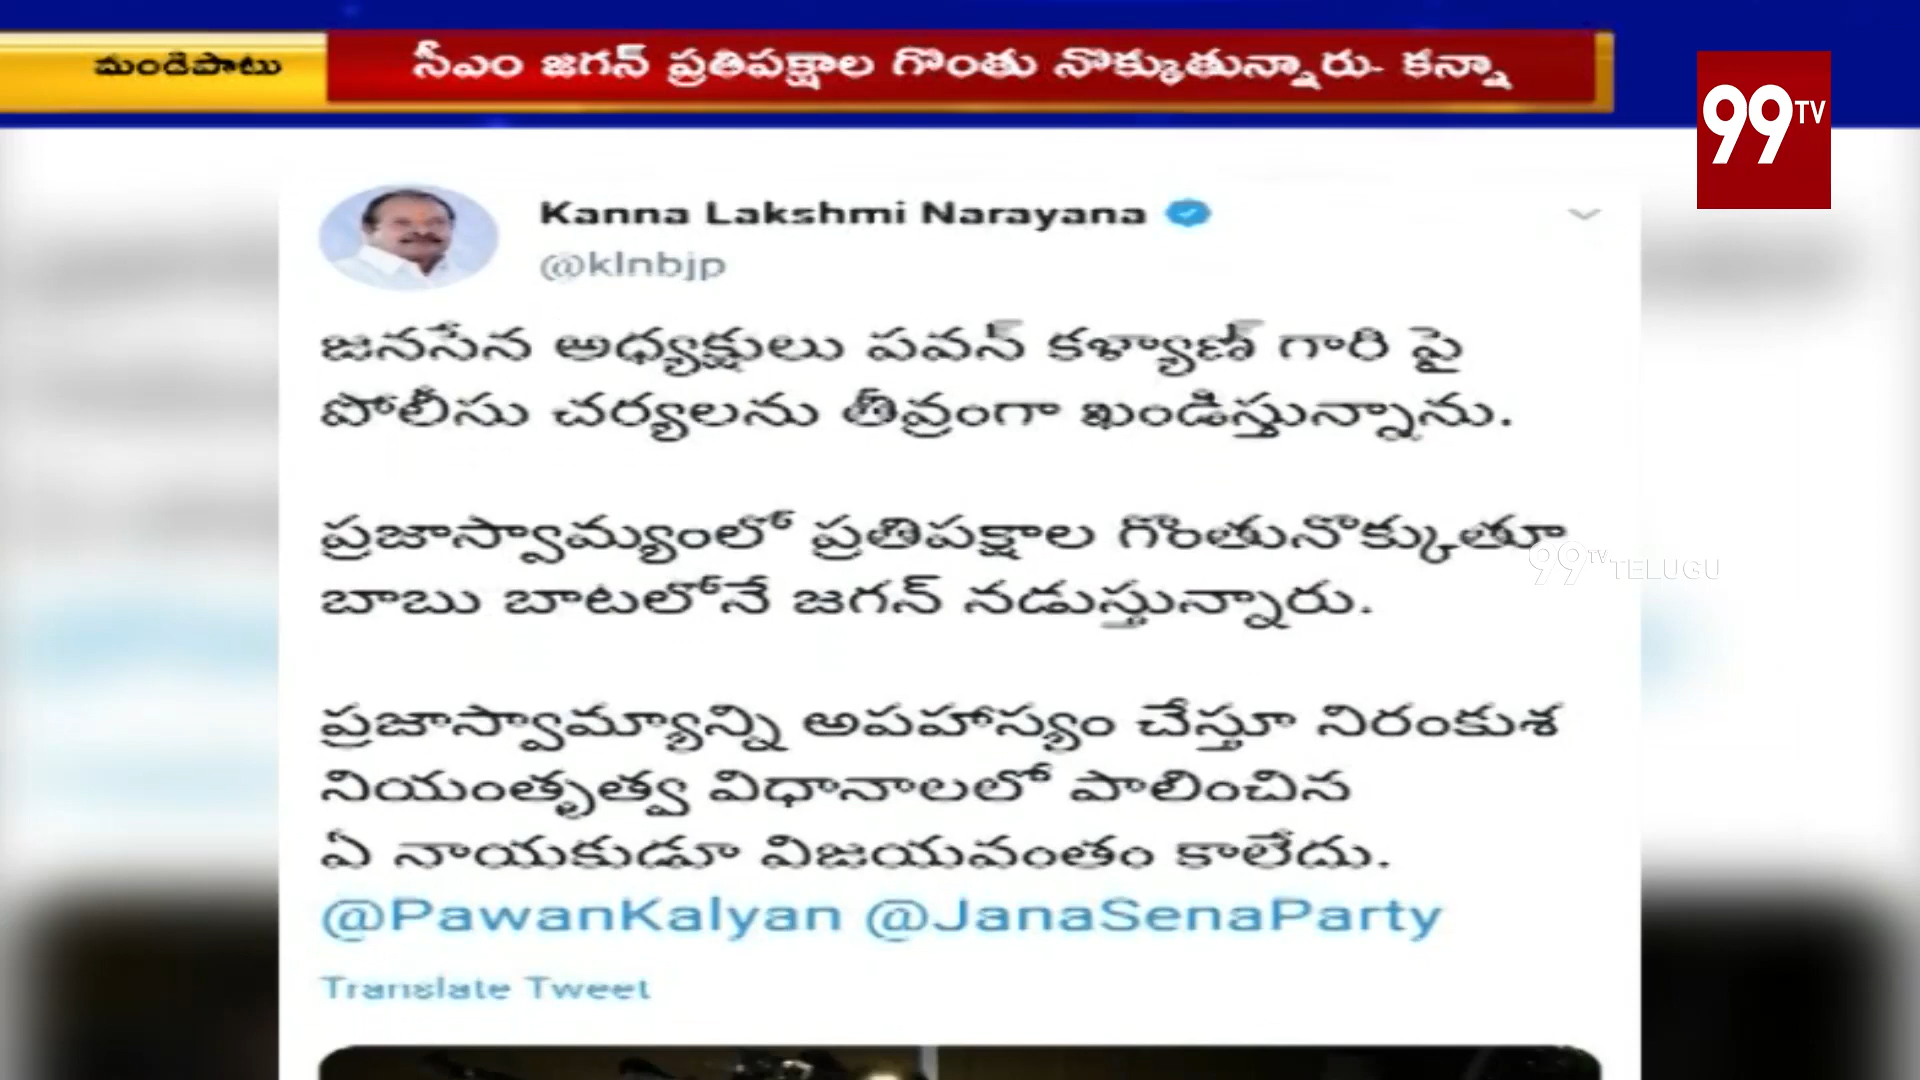 మండిపాటు
సీఎం జగన్ ప్రతిపక్షాల గొంతు నొక్కుతున్నారు- కన్నా
99TV
Kanna Lakshmi Narayana
@klnbjp
జనసేన అధ్యక్షులు పవన్ కళ్యాణ్ గారి పై
పోలీసు చర్యలను తీవ్రంగా ఖండిస్తున్నాను.
ప్రజాస్వామ్యంలో ప్రతిపక్షాల గొంతునొక్కుతూ
బాబు బాటలోనే జగన్ నడుస్తున్నారు.
99TV TELUGU
ప్రజాస్వామ్యాన్ని అపహాస్యం చేస్తూ నిరంకుశ
నియంతృత్వ విధానాలలో పాలించిన
ఏ నాయకుడూ విజయవంతం కాలేదు.
@PawanKalyan @JanaSenaParty
Translate Tweet